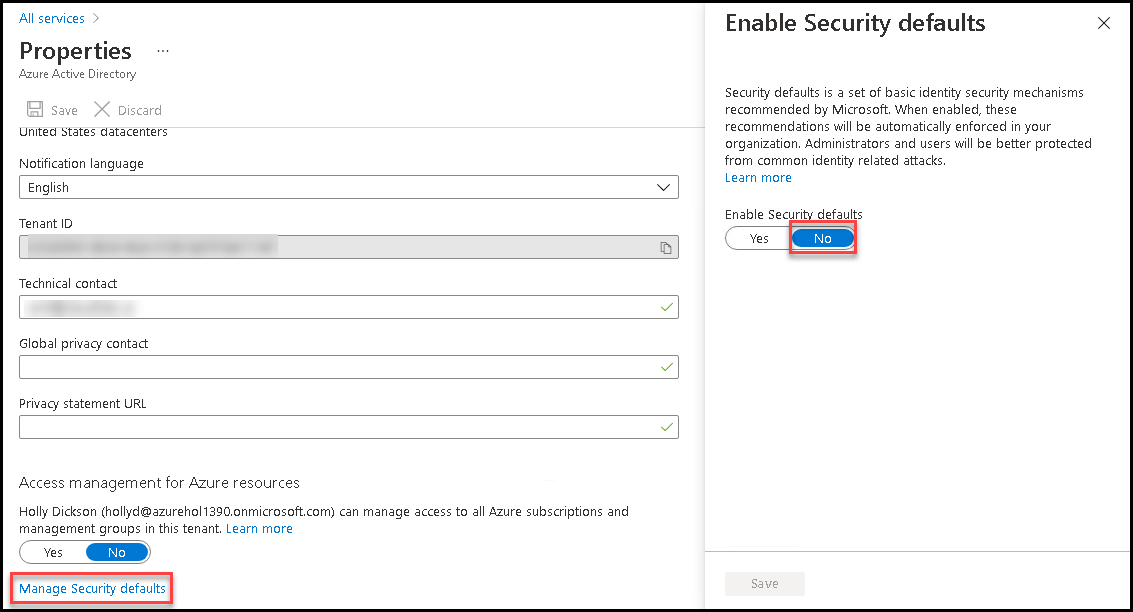 All services >
Properties ...
Azure Active Directory
Save Discard
United States datacenters
Notification language
English
Tenant ID
Technical contact
Global privacy contact
Privacy statement URL
Access management for Azure resources
Holly Dickson (hollyd@azurehol1390.onmicrosoft.com) can manage access to all Azure subscriptions and
management groups in this tenant. Learn more
Yes No
Manage Security defaults
Enable Security defaults
Security defaults is a set of basic identity security mechanisms
recommended by Microsoft. When enabled, these
recommendations will be automatically enforced in your
organization. Administrators and users will be better protected
from common identity related attacks.
Learn more
Enable Security defaults
Yes No
Save